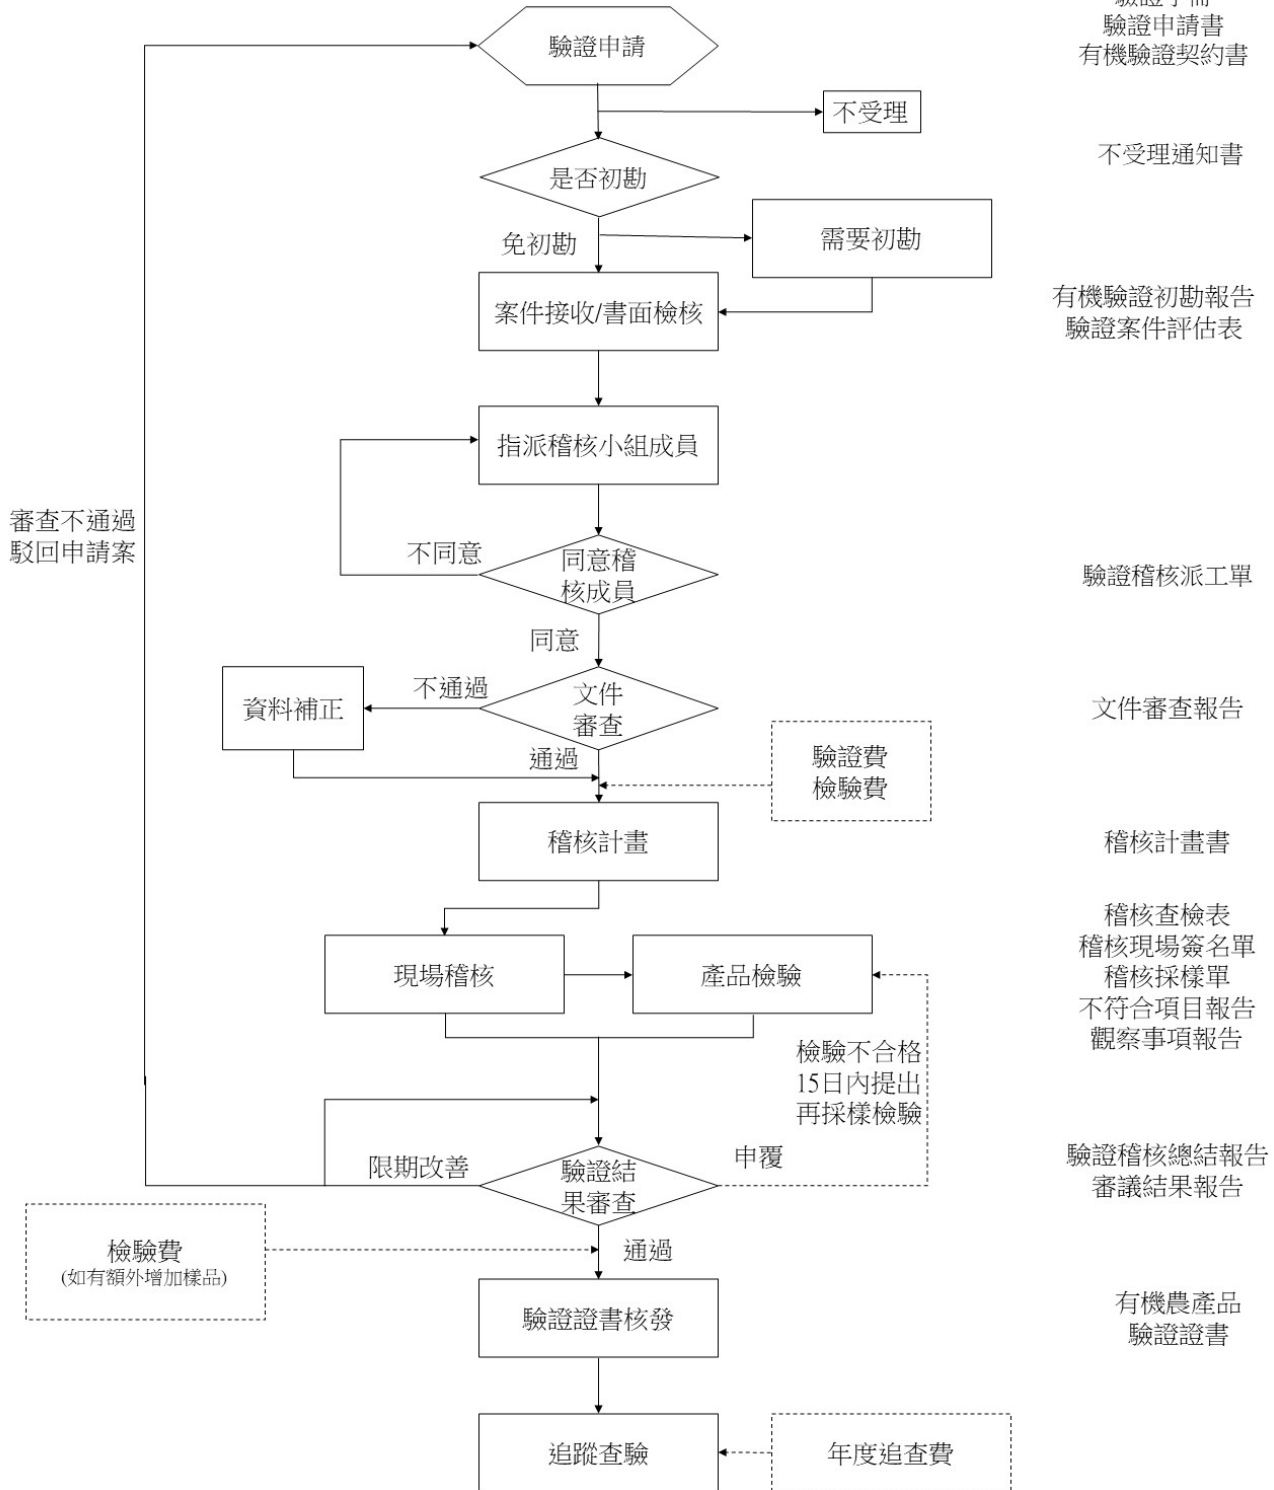 驗證申請書
有機驗證契約書
驗證申請
不受理
不受理通知書
是否初勘
免初勘
需要初勘
案件接收/書面檢核
有機驗證初勘報告
驗證案件評估表
指派稽核小組成員
審查不通過
駁回申請案
不同意
同意稽
核成員
驗證稽核派工單
同意
資料補正
不通過
文件
審查
文件審查報告
通過
驗證費
檢驗費
稽核計畫
稽核計畫書
現場稽核
產品檢驗
稽核查檢表
稽核現場簽名單
稽核採樣單
不符合項目報告
觀察事項報告
檢驗不合格
15日內提出
再採樣檢驗
限期改善
驗證結
果審查
申覆
驗證稽核總結報告
審議結果報告
檢驗費
(如有額外增加樣品)
通過
驗證證書核發
有機農產品
驗證證書
追蹤查驗
年度追查費